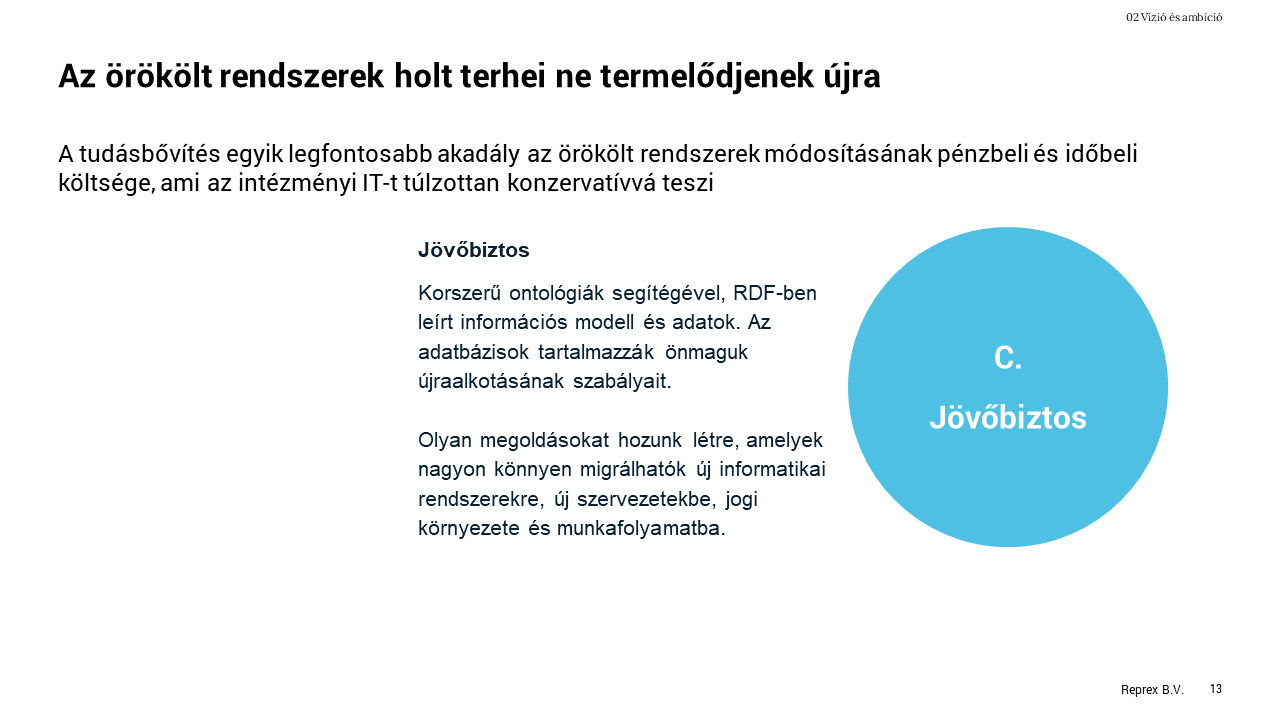 02 Vízió és ambíció
Az örökölt rendszerek holt terhei ne termelődjenek újra
A tudásbővítés egyik legfontosabb akadály az örökölt rendszerek módosításának pénzbeli és időbeli
költsége, ami az intézményi IT-t túlzottan konzervatívvá teszi
Jövőbiztos
Korszerű ontológiák segítégével, RDF-ben
leírt információs modell és adatok. Az
adatbázisok tartalmazzák önmaguk
újraalkotásának szabályait.
Olyan megoldásokat hozunk létre, amelyek
nagyon könnyen migrálhatók új informatikai
rendszerekre, új szervezetekbe, jogi
környezete és munkafolyamatba.
C.
Jövőbiztos
Reprex B.V. 13